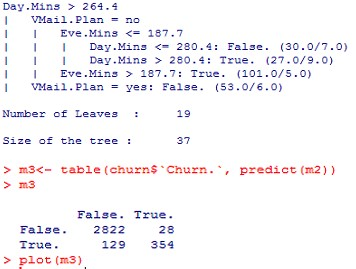 Day.Mins > 264.4
|   VMail.Plan = no
|   |   Eve.Mins <= 187.7
|   |   |   Day.Mins <= 280.4: False. (30.0/7.0)
|   |   |   Day.Mins > 280.4: True. (27.0/9.0)
|   |   Eve.Mins > 187.7: True. (101.0/5.0)
|   VMail.Plan = yes: False. (53.0/6.0)
Number of Leaves  :     19
Size of the tree :      37
> m3<- table(churn$`Churn.`, predict(m2))
> m3
False. True.
False.   2822    28
True.     129   354
> plot(m3)